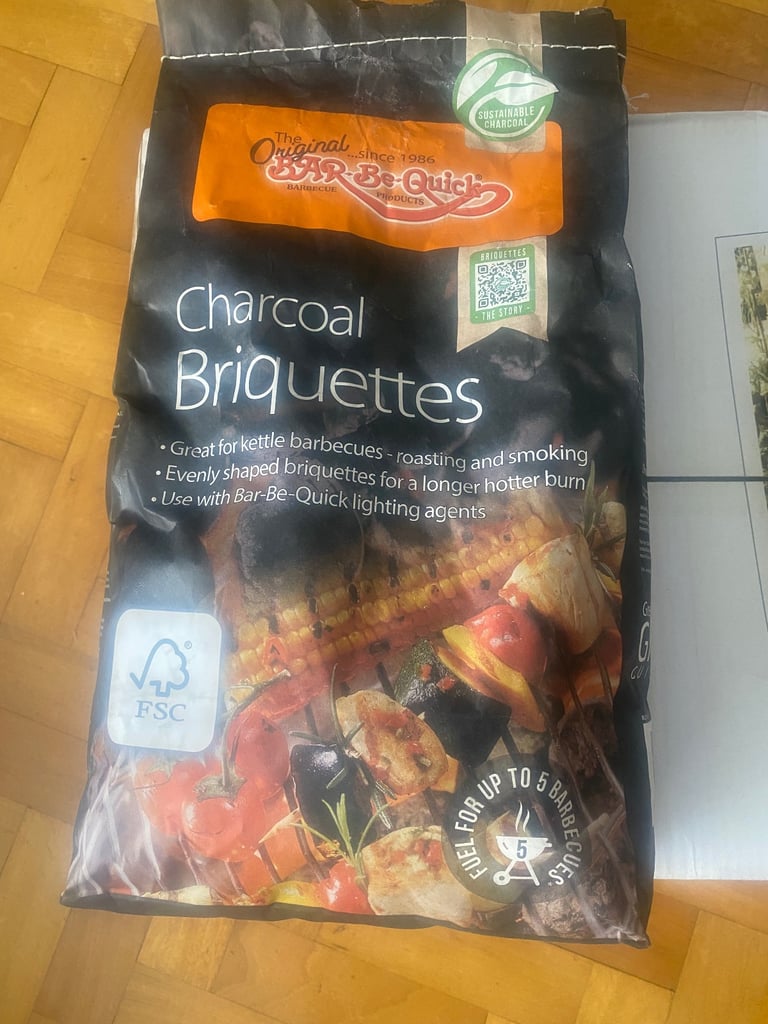 SUSTAINABLE
CHARCOAL
The
Original
...since 1986
BAR-Be-Quick®
BARBECUE
PRODUCTS
BRIQUETTES
- THE STORY -
Charcoal
Briquettes
• Great for kettle barbecues - roasting and smoking
• Evenly shaped briquettes for a longer hotter burn
• Use with Bar-Be-Quick lighting agents
®
FSC
FUEL FOR UP TO 5 BARBECUES*
5